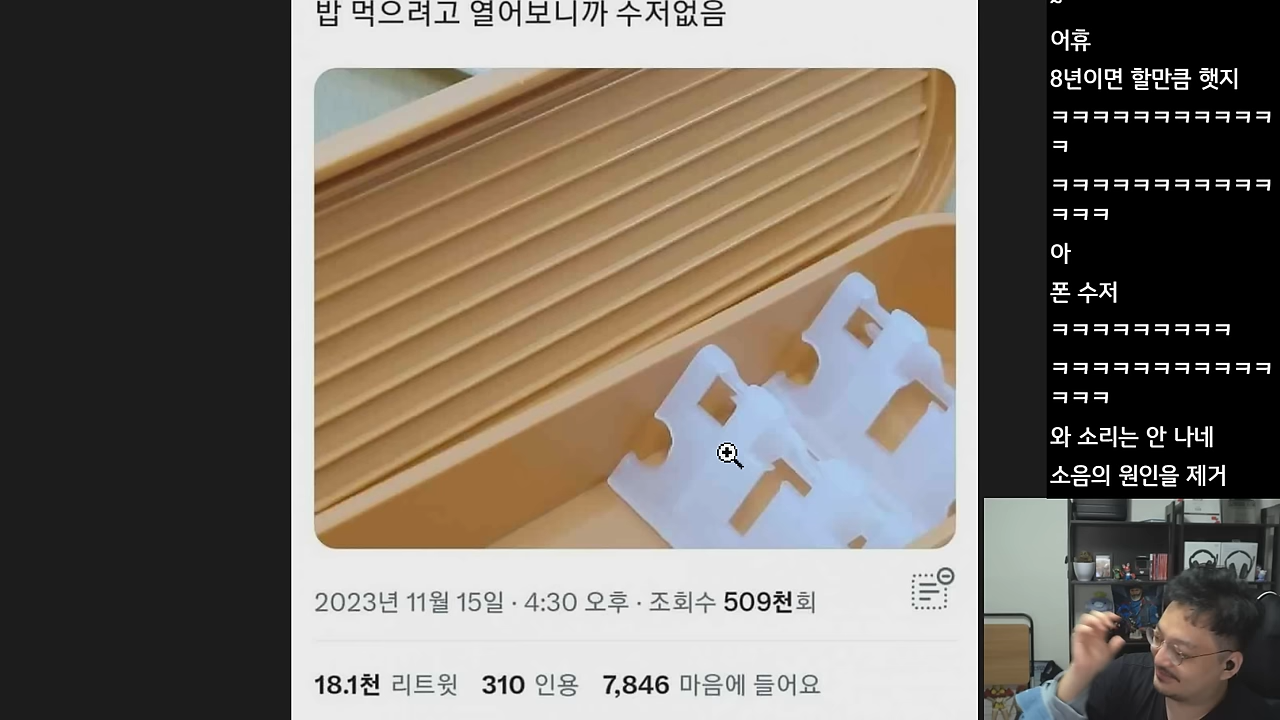 밥 먹으려고 열어보니까 수저없음
2023년 11월 15일 · 4:30 오후 · 조회수 509천회
18.1천 리트윗 310 인용 7,846 마음에 들어요
~
어휴
8년이면 할만큼 햇지
ㅋㅋㅋㅋㅋㅋㅋㅋㅋㅋㅋ
ㅋ
ㅋㅋㅋㅋㅋㅋㅋㅋㅋㅋㅋ
ㅋㅋㅋ
아
폰 수저
ㅋㅋㅋㅋㅋㅋㅋㅋㅋ
ㅋㅋㅋㅋㅋㅋㅋㅋㅋㅋㅋ
ㅋㅋㅋ
와 소리는 안 나네
소음의 원인을 제거